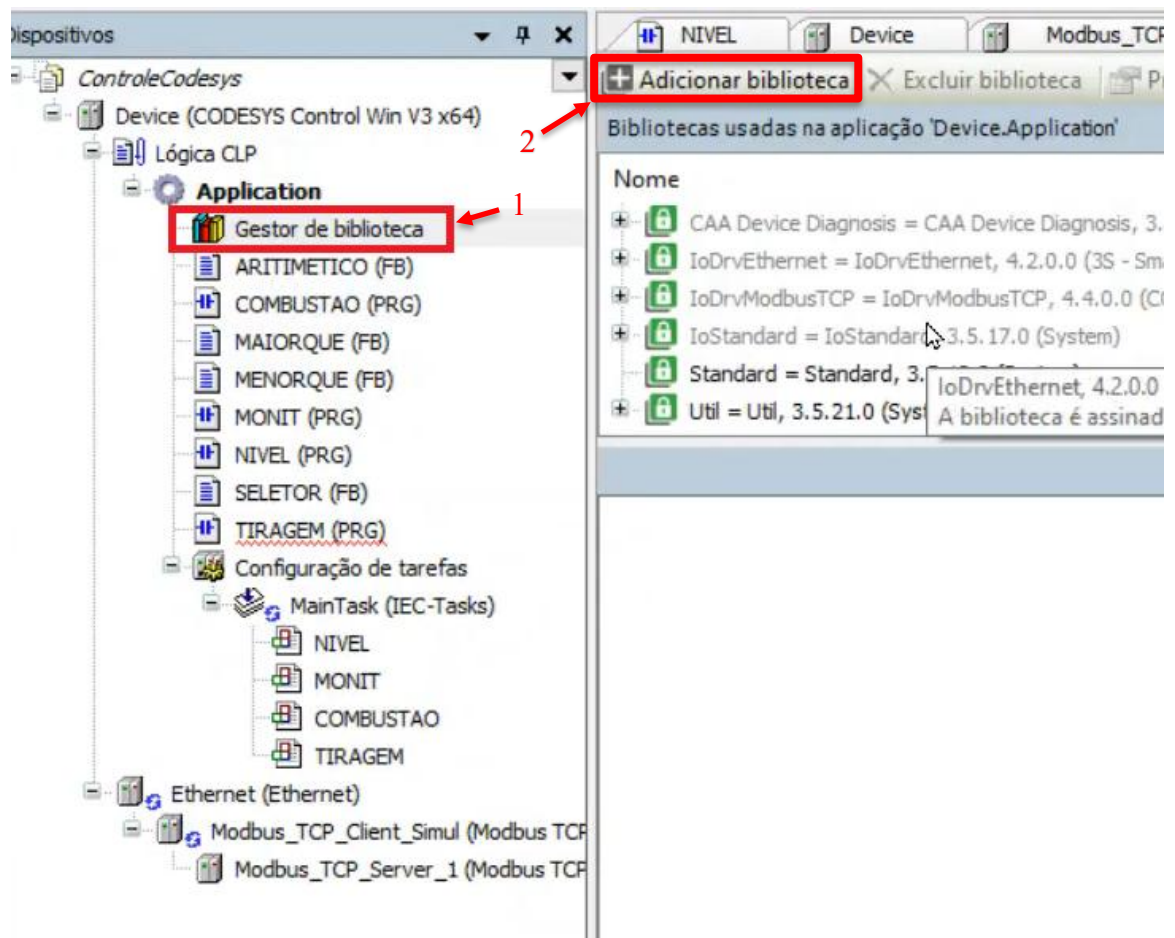 Dispositivos
ControleCodesys
Device (CODESYS Control Win V3 x64)
Lógica CLP
Application
Gestor de biblioteca
ARITIMETICO (FB)
COMBUSTAO (PRG)
MAIORQUE (FB)
MENORQUE (FB)
MONIT (PRG)
NIVEL (PRG)
SELETOR (FB)
TIRAGEM (PRG)
Configuração de tarefas
MainTask (IEC-Tasks)
NIVEL
MONIT
COMBUSTAO
TIRAGEM
Ethernet (Ethernet)
Modbus_TCP_Client_Simul (Modbus TCP
Modbus_TCP_Server_1 (Modbus TCP
1
2
NIVEL Device Modbus_TCP
Adicionar biblioteca Excluir biblioteca Pr
Bibliotecas usadas na aplicação 'Device.Application'
Nome
CAA Device Diagnosis = CAA Device Diagnosis, 3.
IoDrvEthernet = IoDrvEthernet, 4.2.0.0 (3S - Sma
IoDrvModbusTCP = IoDrvModbusTCP, 4.4.0.0 (CO
IoStandard = IoStandard, 3.5.17.0 (System)
Standard = Standard, 3.
Util = Util, 3.5.21.0 (Sys
IoDrvEthernet, 4.2.0.0
A biblioteca é assinad